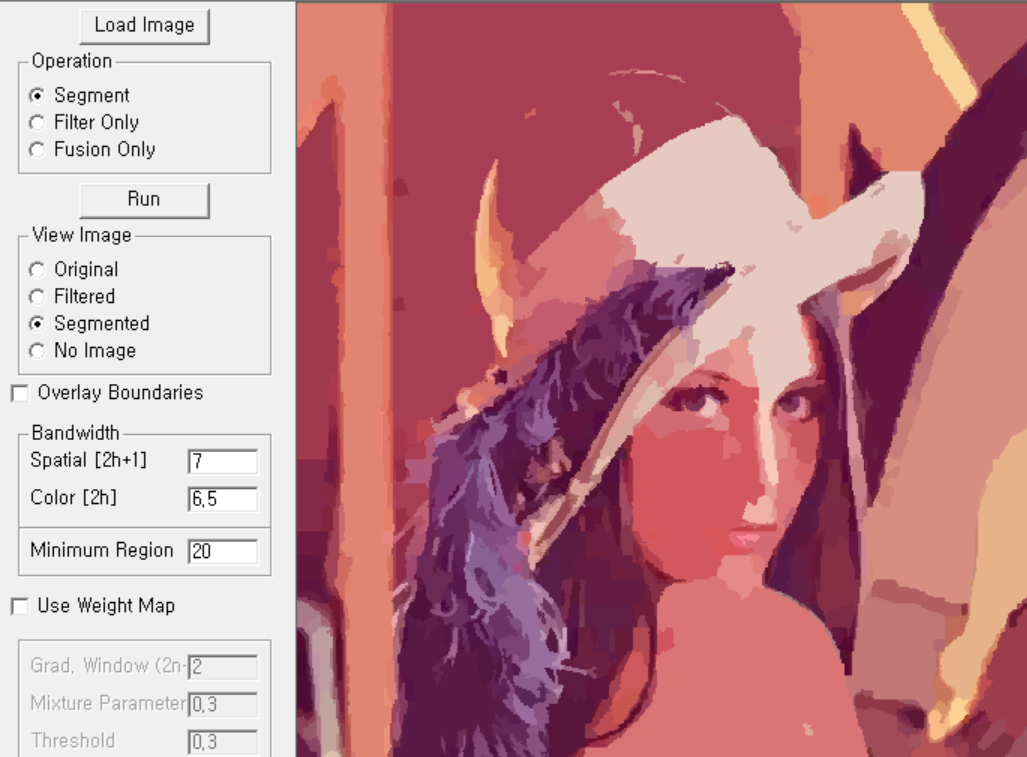 Load Image
Operation
Segment
Filter Only
Fusion Only
Run
View Image
Original
Filtered
Segmented
No Image
Overlay Boundaries
Bandwidth
Spatial [2h+1] 7
Color [2h] 6,5
Minimum Region 20
Use Weight Map
Grad, Window (2n- 2
Mixture Parameter 0,3
Threshold 0,3